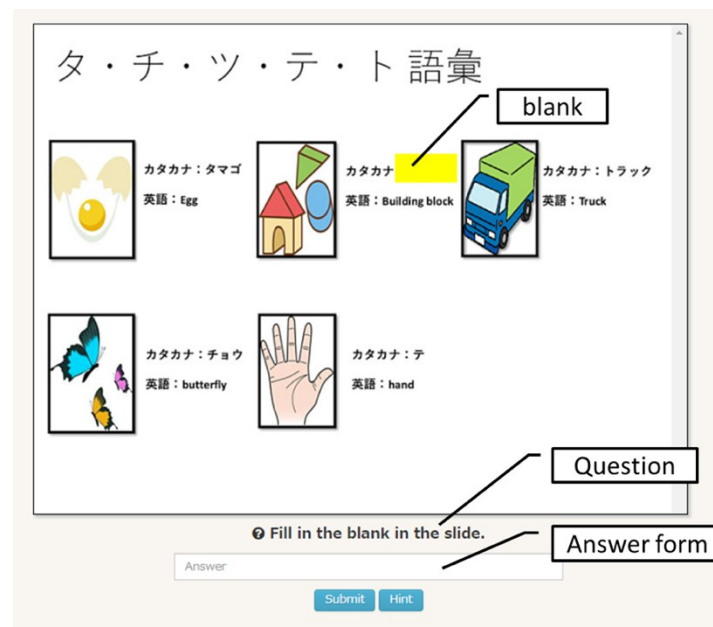 タ・チ・ツ・テ・ト 語彙
blank
カタカナ：タマゴ
英語：Egg
カタカナ
英語：Building block
カタカナ：トラック
英語：Truck
カタカナ：チョウ
英語：butterfly
カタカナ：テ
英語：hand
Question
Fill in the blank in the slide.
Answer form
Answer
Submit
Hint